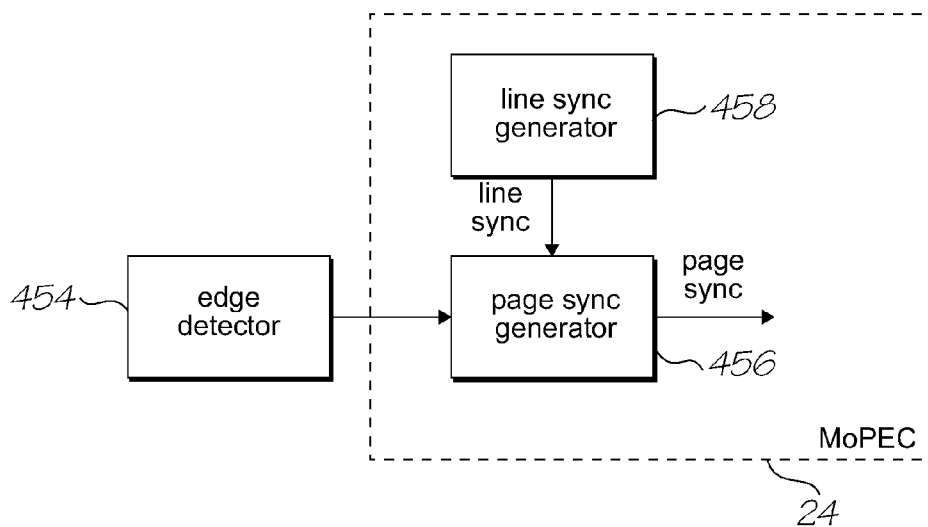 line sync
generator
458
line
sync
454
edge
detector
page sync
generator
page
sync
456
MoPEC
24